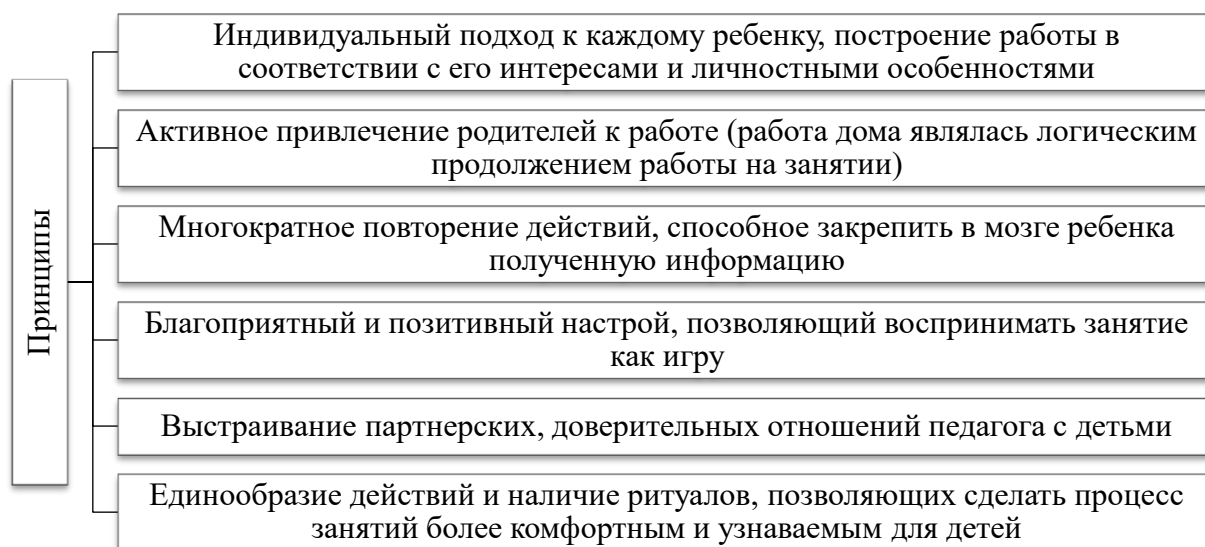 Принципы
Индивидуальный подход к каждому ребенку, построение работы в
соответствии с его интересами и личностными особенностями
Активное привлечение родителей к работе (работа дома являлась логическим
продолжением работы на занятии)
Многократное повторение действий, способное закрепить в мозге ребенка
полученную информацию
Благоприятный и позитивный настрой, позволяющий воспринимать занятие
как игру
Выстраивание партнерских, доверительных отношений педагога с детьми
Единообразие действий и наличие ритуалов, позволяющих сделать процесс
занятий более комфортным и узнаваемым для детей